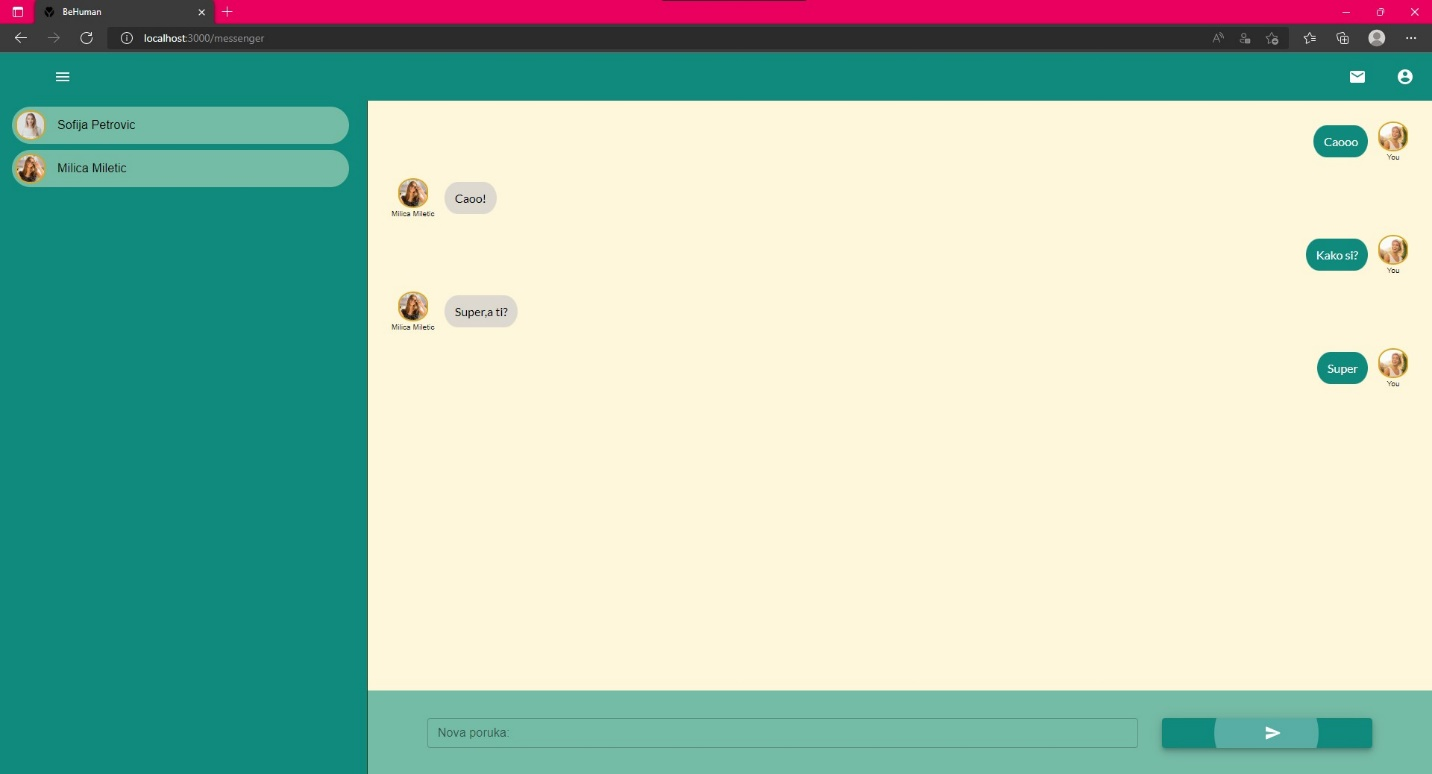 BeHuman
localhost:3000/messenger
Sofija Petrovic
Milica Miletic
Caooo
You
Caoo!
Milica Miletic
Kako si?
You
Super,a ti?
Milica Miletic
Super
You
Nova poruka: